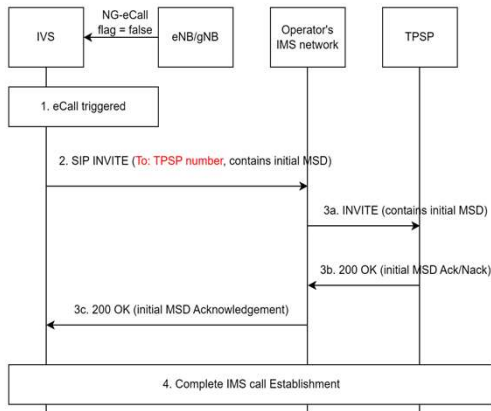 IVS
NG-eCall
flag = false
eNB/gNB
Operator's
IMS network
TPSP
1. eCall triggered
2. SIP INVITE (To: TPSP number, contains initial MSD)
3a. INVITE (contains initial MSD)
3b. 200 OK (initial MSD Ack/Nack)
3c. 200 OK (initial MSD Acknowledgement)
4. Complete IMS call Establishment